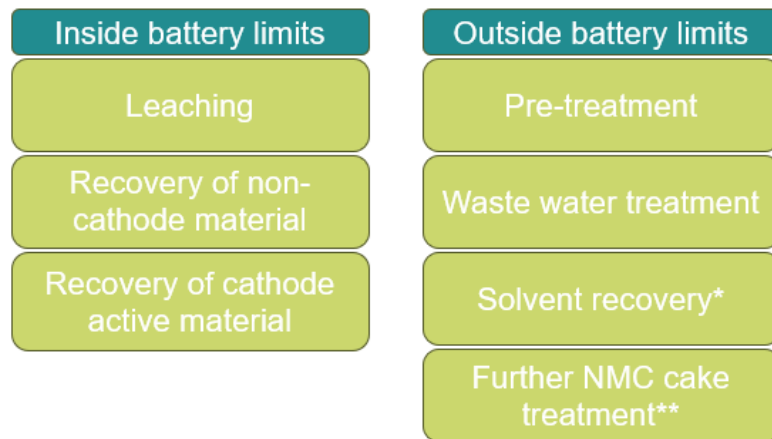 Inside battery limits
Leaching
Recovery of non-
cathode material
Recovery of cathode
active material
Outside battery limits
Pre-treatment
Waste water treatment
Solvent recovery*
Further NMC cake
treatment**